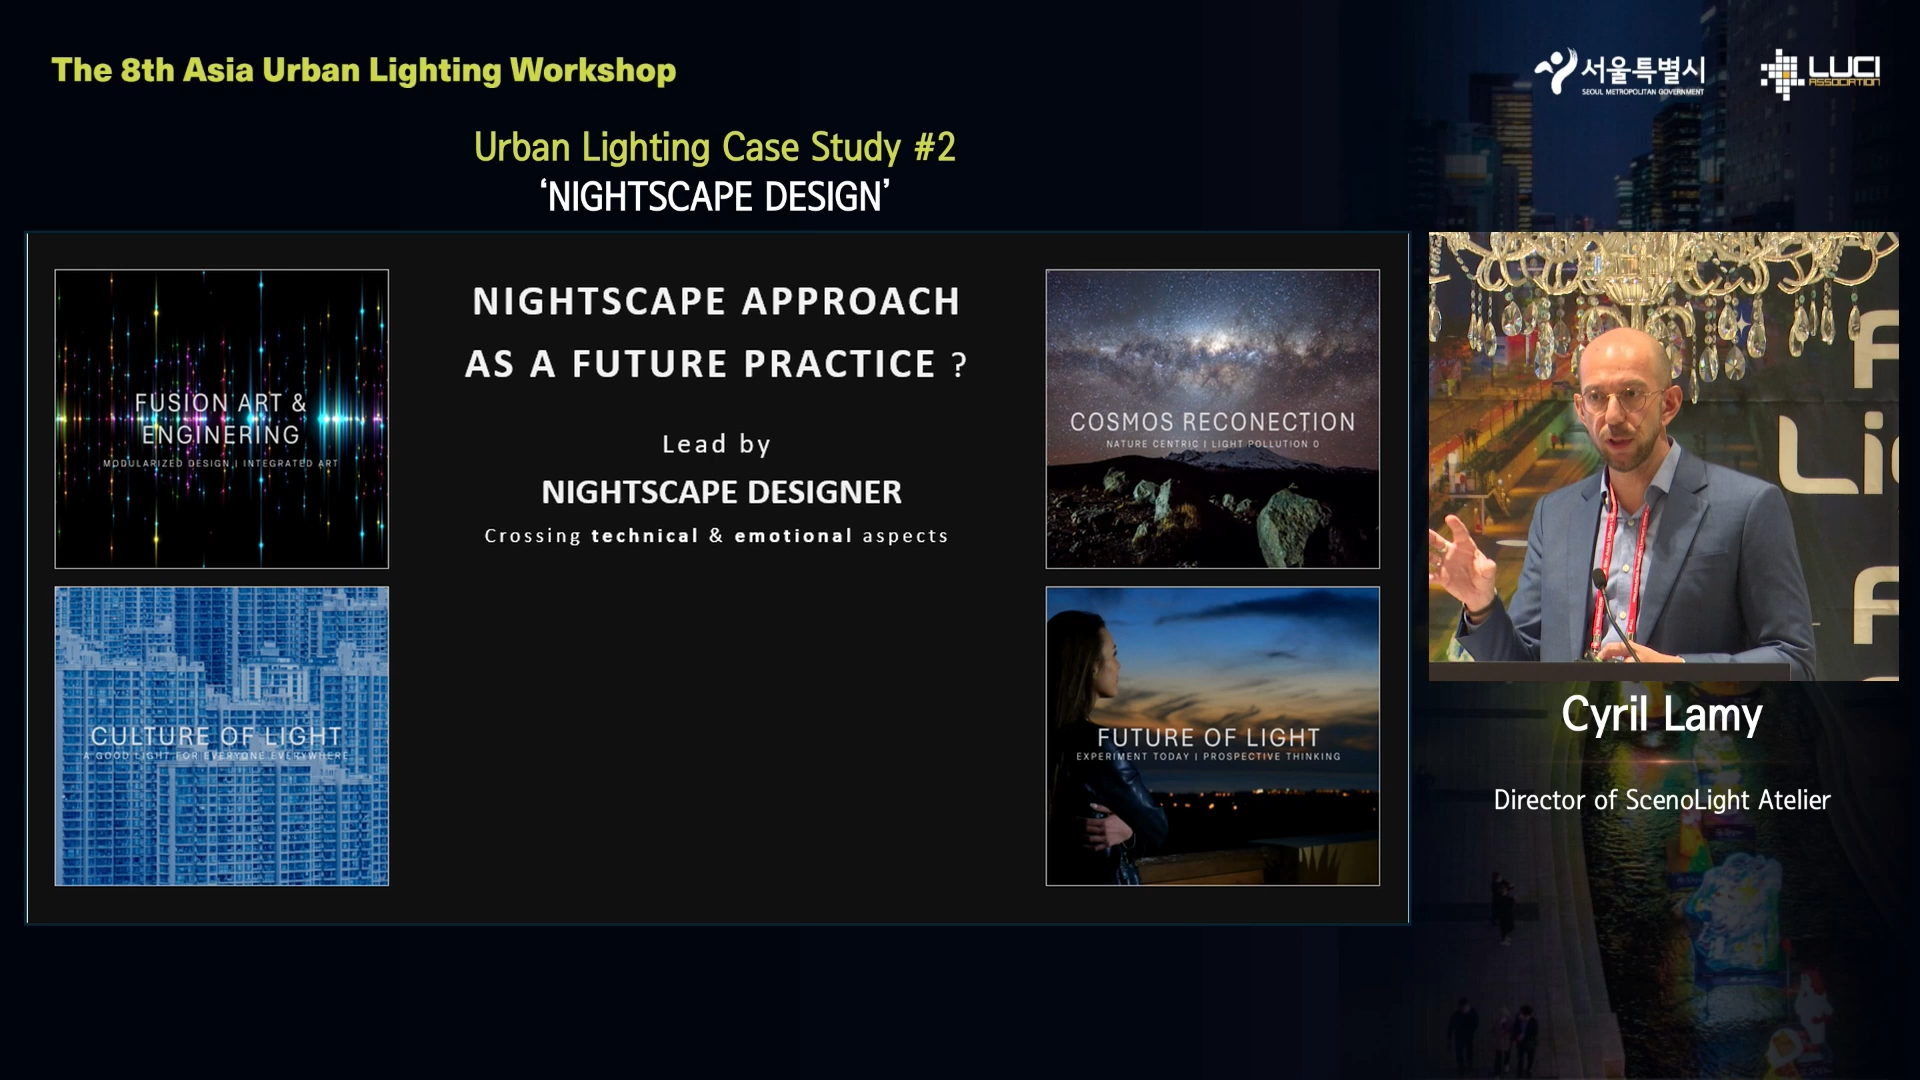 The 8th Asia Urban Lighting Workshop
서울특별시
SEOUL METROPOLITAN GOVERNMENT
LUCI
ASSOCIATION
Urban Lighting Case Study #2
‘NIGHTSCAPE DESIGN’
FUSION ART &
ENGINERING
MODULARIZED DESIGN | INTEGRATED ART
NIGHTSCAPE APPROACH
AS A FUTURE PRACTICE ?
Lead by
NIGHTSCAPE DESIGNER
Crossing technical & emotional aspects
COSMOS RECONECTION
NATURE CENTRIC | LIGHT POLLUTION 0
CULTURE OF LIGHT
A GOOD LIGHT FOR EVERYONE EVERYWHERE
FUTURE OF LIGHT
EXPERIMENT TODAY | PROSPECTIVE THINKING
Cyril Lamy
Director of ScenoLight Atelier